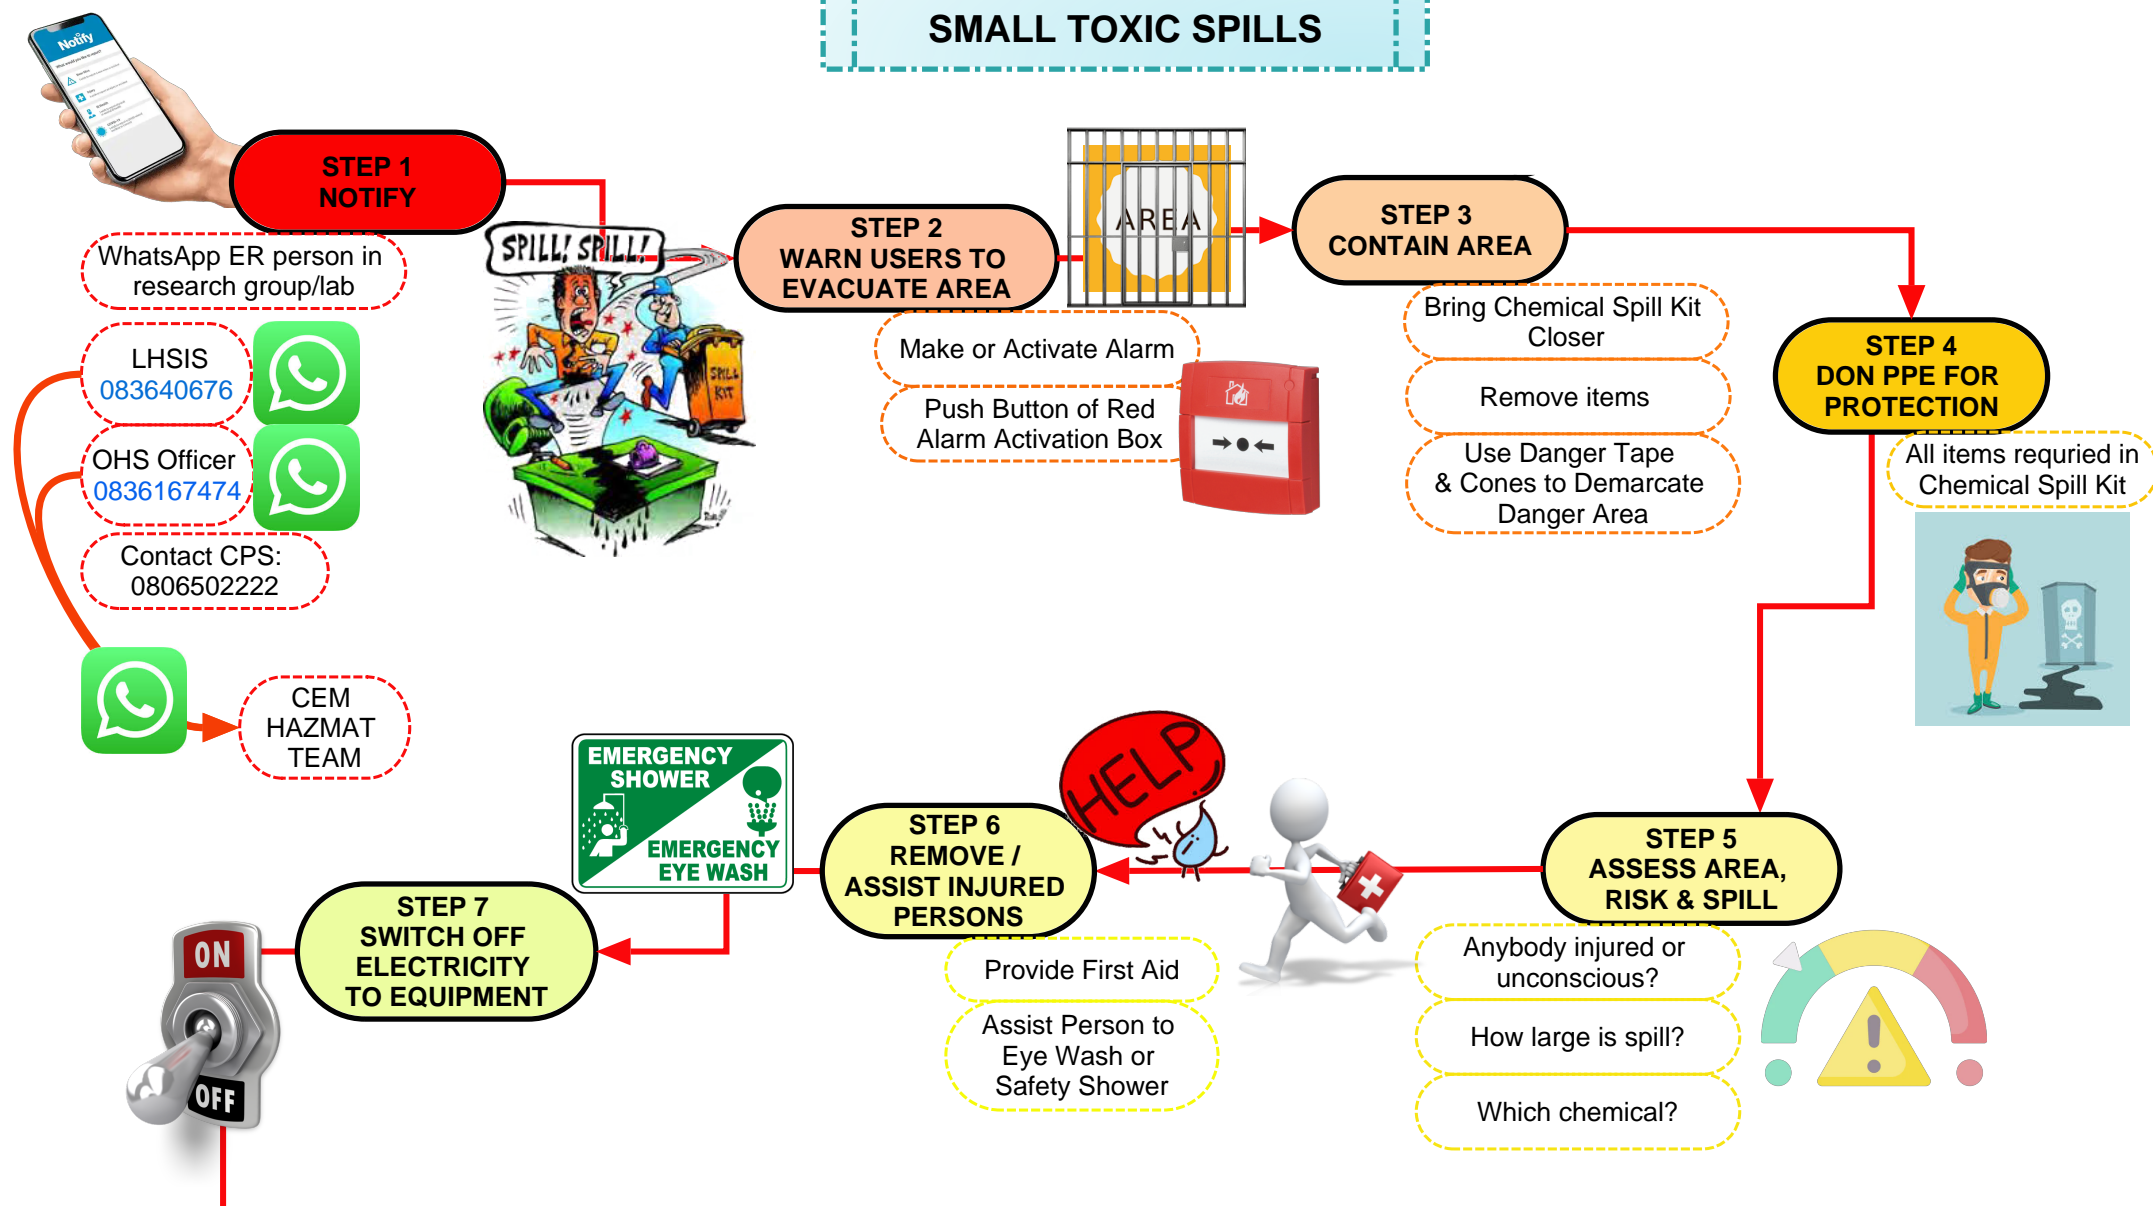 SMALL TOXIC SPILLS
Notify
What would you like to report?
STEP 1
NOTIFY
WhatsApp ER person in
research group/lab
LHSIS
083640676
OHS Officer
0836167474
Contact CPS:
0806502222
CEM
HAZMAT
TEAM
SPILL! SPILL!
SPILL
KIT
STEP 2
WARN USERS TO
EVACUATE AREA
Make or Activate Alarm
Push Button of Red
Alarm Activation Box
AREA
STEP 3
CONTAIN AREA
Bring Chemical Spill Kit
Closer
Remove items
Use Danger Tape
& Cones to Demarcate
Danger Area
STEP 4
DON PPE FOR
PROTECTION
All items requried in
Chemical Spill Kit
STEP 5
ASSESS AREA,
RISK & SPILL
Anybody injured or
unconscious?
How large is spill?
Which chemical?
HELP
STEP 6
REMOVE /
ASSIST INJURED
PERSONS
Provide First Aid
Assist Person to
Eye Wash or
Safety Shower
EMERGENCY
SHOWER
EMERGENCY
EYE WASH
STEP 7
SWITCH OFF
ELECTRICITY
TO EQUIPMENT
ON
OFF